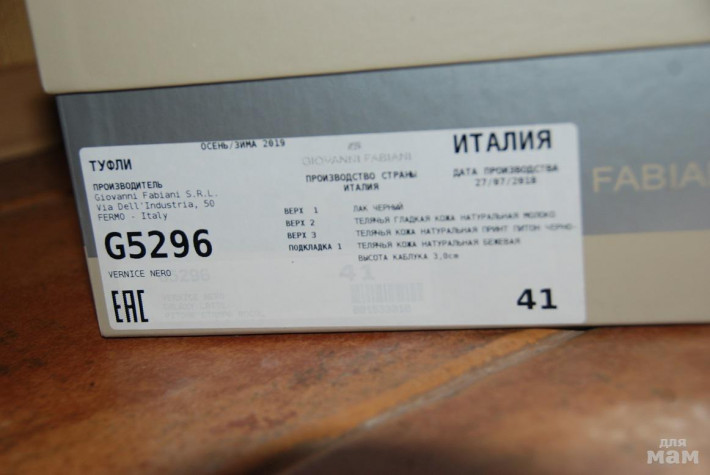 ОСЕНЬ/ЗИМА 2019
ИТАЛИЯ
ТУФЛИ
GIOVANNI FABIANI
ПРОИЗВОДИТЕЛЬ
Giovanni Fabiani S.R.L.
Via Dell'Industria, 50
FERMO - Italy
ПРОИЗВОДСТВО СТРАНЫ
ИТАЛИЯ
ДАТА ПРОИЗВОДСТВА
27/07/2018
G5296
VERNICE NERO
ВЕРХ 1 ЛАК ЧЕРНЫЙ
ВЕРХ 2 ТЕЛЯЧЬЯ ГЛАДКАЯ КОЖА НАТУРАЛЬНАЯ МОЛОКО
ВЕРХ 3 ТЕЛЯЧЬЯ КОЖА НАТУРАЛЬНАЯ ПРИНТ ПИТОН ЧЕРНО-
ПОДКЛАДКА 1 ТЕЛЯЧЬЯ КОЖА НАТУРАЛЬНАЯ БЕЖЕВАЯ
ВЫСОТА КАБЛУКА 3,0см
41
EAC
41
FABIA
для
мам